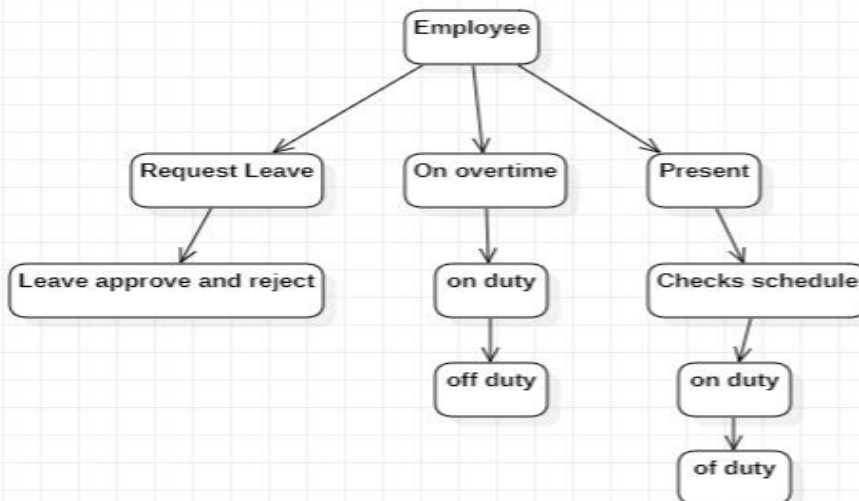 Employee
Request Leave
On overtime
Present
Leave approve and reject
on duty
Checks schedule
off duty
on duty
of duty